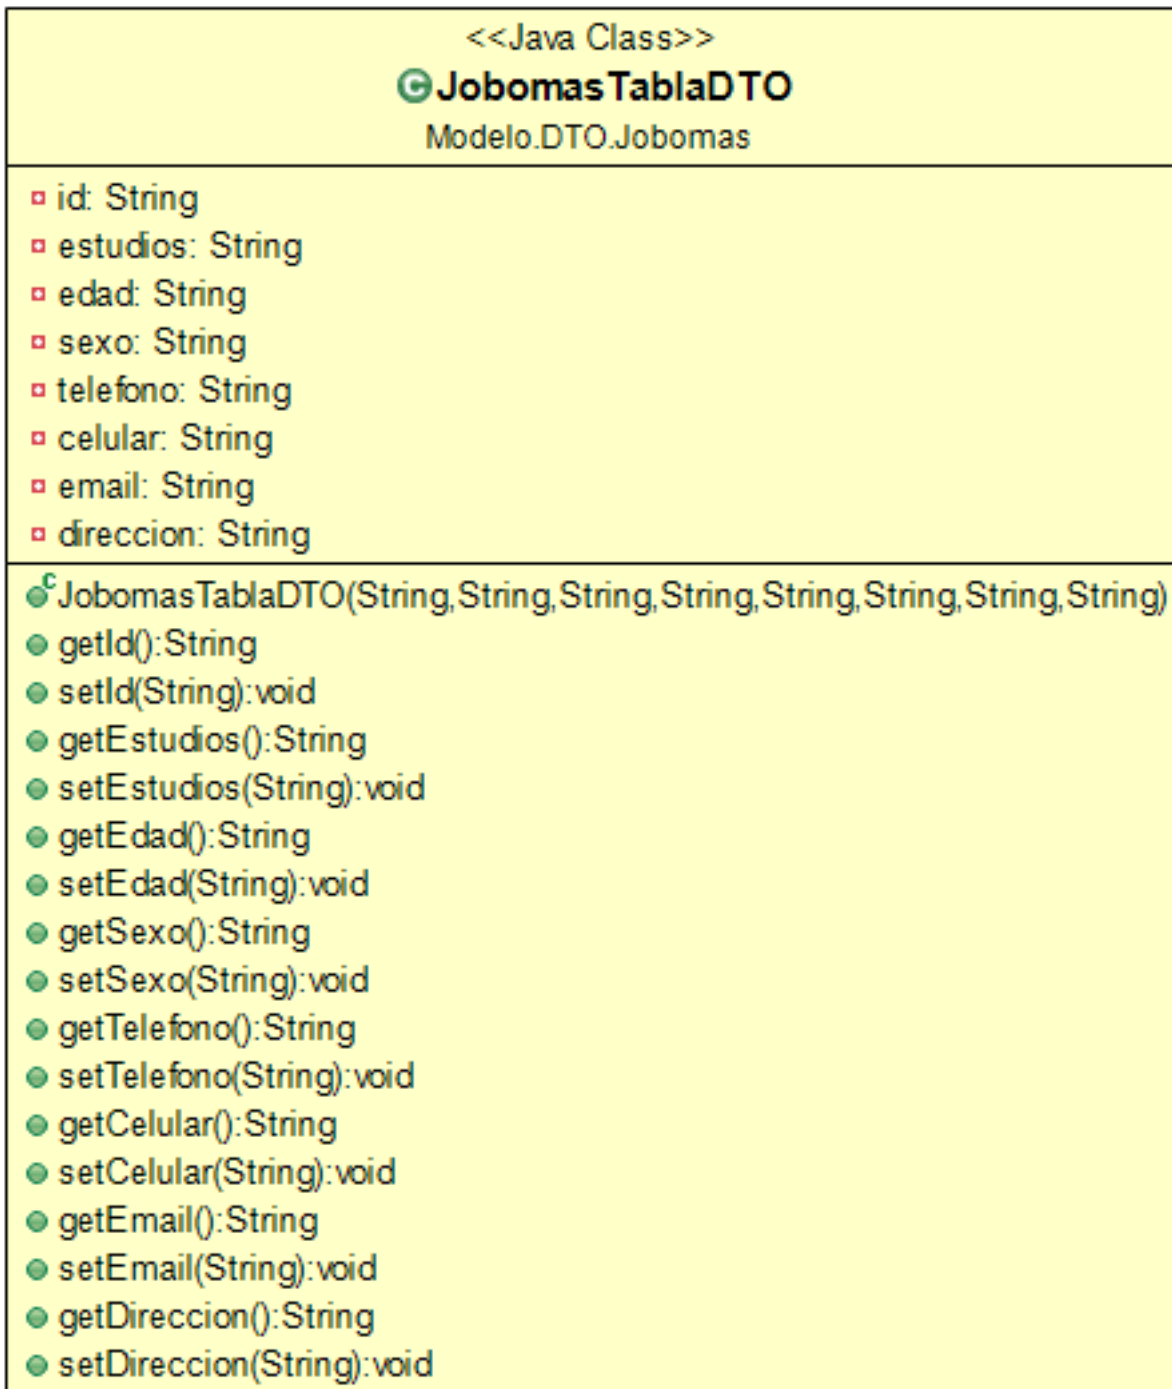 <<Java Class>>
JobomasTablaDTO
Modelo.DTO.Jobomas
id: String
estudios: String
edad: String
sexo: String
telefono: String
celular: String
email: String
direccion: String
JobomasTablaDTO(String,String,String,String,String,String,String,String)
getId():String
setId(String):void
getEstudios():String
setEstudios(String):void
getEdad():String
setEdad(String):void
getSexo():String
setSexo(String):void
getTelefono():String
setTelefono(String):void
getCelular():String
setCelular(String):void
getEmail():String
setEmail(String):void
getDireccion():String
setDireccion(String):void